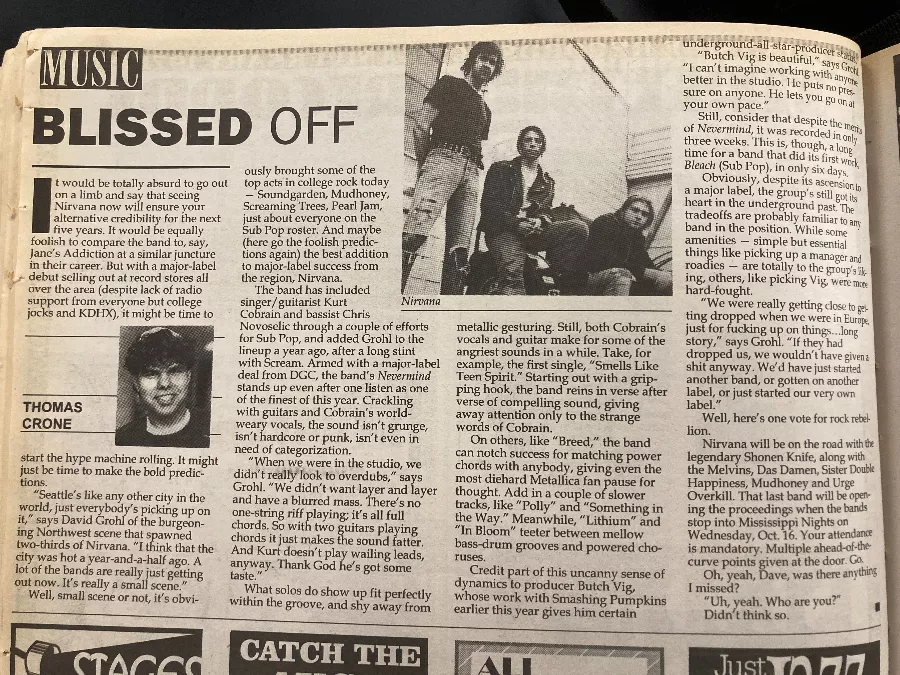 MUSIC
BLISSED OFF
It would be totally absurd to go out
on a limb and say that seeing
Nirvana now will ensure your
alternative credibility for the next
five years. It would be equally
foolish to compare the band to, say,
Jane's Addiction at a similar juncture
in their career. But with a major-label
debut selling out at record stores all
over the area (despite lack of radio
support from everyone but college
jocks and KDHX), it might be time to
THOMAS
CRONE
start the hype machine rolling. It might
just be time to make the bold predic-
tions.
"Seattle's like any other city in the
world, just everybody's picking up on
it," says David Grohl of the burgeon-
ing Northwest scene that spawned
two-thirds of Nirvana. "I think that the
city was hot a year-and-a-half ago. A
lot of the bands are really just getting
out now. It's really a small scene."
Well, small scene or not, it's obvi-
ously brought some of the
top acts in college rock today
— Soundgarden, Mudhoney,
Screaming Trees, Pearl Jam,
just about everyone on the
Sub Pop roster. And maybe
(here go the foolish predic-
tions again) the best addition
to major-label success from
the region, Nirvana.
The band has included
singer/guitarist Kurt
Cobrain and bassist Chris
Novoselic through a couple of efforts
for Sub Pop, and added Grohl to the
lineup a year ago, after a long stint
with Scream. Armed with a major-label
deal from DGC, the band's Nevermind
stands up even after one listen as one
of the finest of this year. Crackling
with guitars and Cobrain's world-
weary vocals, the sound isn't grunge,
isn't hardcore or punk, isn't even in
need of categorization.
"When we were in the studio, we
didn't really look to overdubs," says
Grohl. "We didn't want layer and layer
and have a blurred mass. There's no
one-string riff playing; it's all full
chords. So with two guitars playing
chords it just makes the sound fatter.
And Kurt doesn't play wailing leads,
anyway. Thank God he's got some
taste."
What solos do show up fit perfectly
within the groove, and shy away from
Nirvana
metallic gesturing. Still, both Cobrain's
vocals and guitar make for some of the
angriest sounds in a while. Take, for
example, the first single, "Smells Like
Teen Spirit." Starting out with a grip-
ping hook, the band reins in verse after
verse of compelling sound, giving
away attention only to the strange
words of Cobrain.
On others, like "Breed," the band
can notch success for matching power
chords with anybody, giving even the
most diehard Metallica fan pause for
thought. Add in a couple of slower
tracks, like "Polly" and "Something in
the Way." Meanwhile, "Lithium" and
"In Bloom" teeter between mellow
bass-drum grooves and powered cho-
ruses.
Credit part of this uncanny sense of
dynamics to producer Butch Vig,
whose work with Smashing Pumpkins
earlier this year gives him certain
underground-all-star-producer status.
"Butch Vig is beautiful," says Grohl
"I can't imagine working with anyone
better in the studio. He puts no pres-
sure on anyone. He lets you go on at
your own pace."
Still, consider that despite the merits
of Nevermind, it was recorded in only
three weeks. This is, though, a long
time for a band that did its first work,
Bleach (Sub Pop), in only six days.
Obviously, despite its ascension to
a major label, the group's still got its
heart in the underground past. The
tradeoffs are probably familiar to any
band in the position. While some
amenities — simple but essential
things like picking up a manager and
roadies — are totally to the group's lik-
ing, others, like picking Vig, were more
hard-fought.
"We were really getting close to get-
ting dropped when we were in Europe,
just for fucking up on things...long
story," says Grohl. "If they had
dropped us, we wouldn't have given a
shit anyway. We'd have just started
another band, or gotten on another
label, or just started our very own
label."
Well, here's one vote for rock rebel-
lion.
Nirvana will be on the road with the
legendary Shonen Knife, along with
the Melvins, Das Damen, Sister Double
Happiness, Mudhoney and Urge
Overkill. That last band will be open-
ing the proceedings when the bands
stop into Mississippi Nights on
Wednesday, Oct. 16. Your attendance
is mandatory. Multiple ahead-of-the-
curve points given at the door. Go.
Oh, yeah, Dave, was there anything
I missed?
"Uh, yeah. Who are you?"
Didn't think so.
STAGES
CATCH THE
ALL
Just